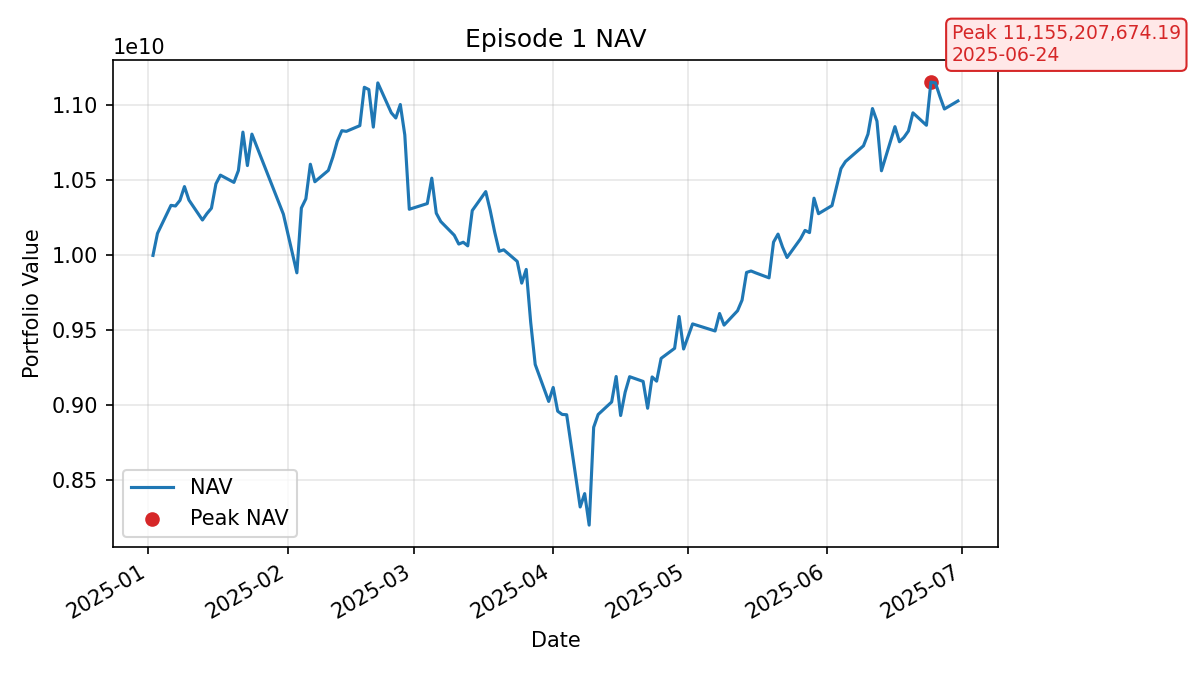 Episode 1 NAV
1e10
Peak 11,155,207,674.19
2025-06-24
Portfolio Value
1.10
1.05
1.00
0.95
0.90
0.85
NAV
Peak NAV
2025-01
2025-02
2025-03
2025-04
2025-05
2025-06
2025-07
Date